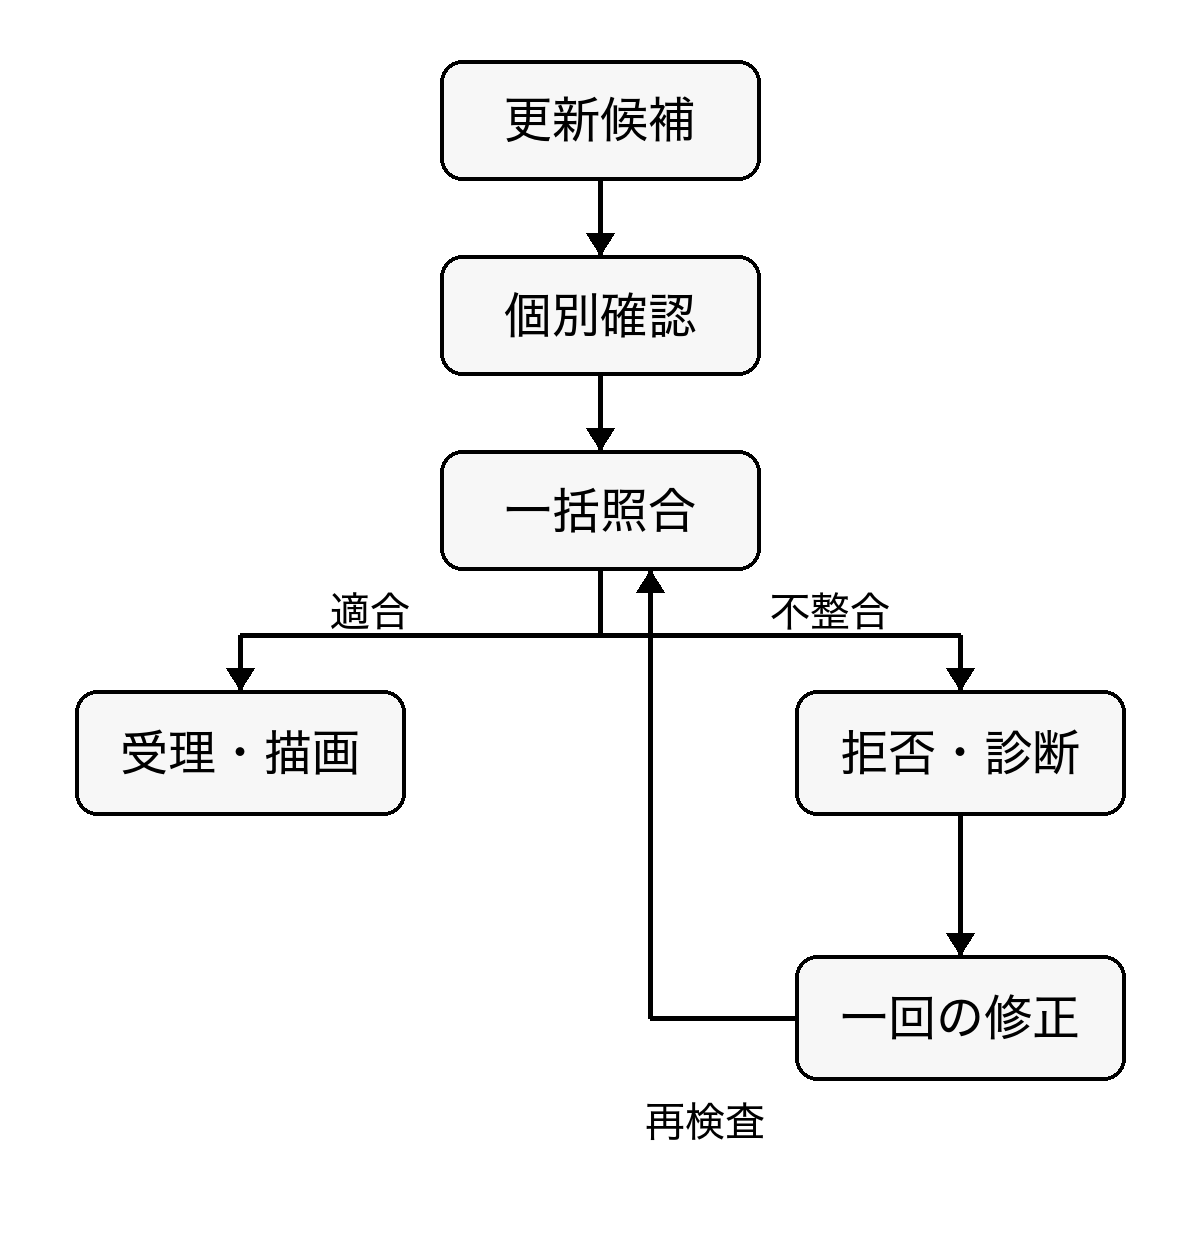 更新候補
個別確認
一括照合
適合
不整合
受理・描画
拒否・診断
一回の修正
再検査